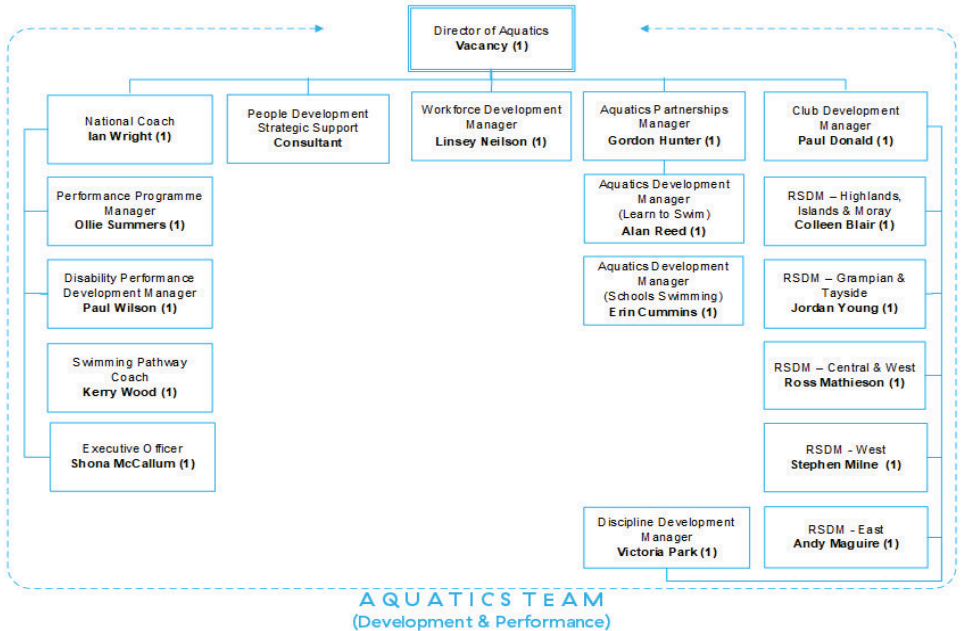 Director of Aquatics
Vacancy (1)
National Coach
Ian Wright (1)
People Development
Strategic Support
Consultant
Workforce Development
Manager
Linsey Neilson (1)
Aquatics Partnerships
Manager
Gordon Hunter (1)
Club Development
Manager
Paul Donald (1)
Performance Programme
Manager
Ollie Summers (1)
Aquatics Development
Manager
(Learn to Swim)
Alan Reed (1)
RSDM – Highlands,
Islands & Moray
Colleen Blair (1)
Disability Performance
Development Manager
Paul Wilson (1)
Aquatics Development
Manager
(Schools Swimming)
Erin Cummins (1)
RSDM – Grampian &
Tayside
Jordan Young (1)
Swimming Pathway
Coach
Kerry Wood (1)
RSDM – Central & West
Ross Mathieson (1)
Executive Officer
Shona McCallum (1)
RSDM - West
Stephen Milne (1)
Discipline Development
Manager
Victoria Park (1)
RSDM - East
Andy Maguire (1)
AQUATICS TEAM
(Development & Performance)